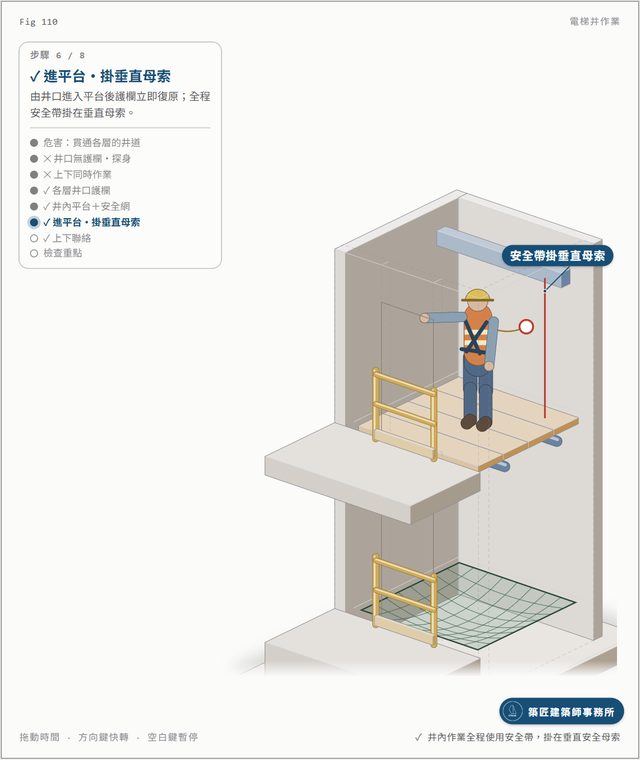 Fig 110
電梯井作業
步驟 6 / 8
✓ 進平台・掛垂直母索
由井口進入平台後護欄立即復原；全程
安全帶掛在垂直母索。
危害：貫通各層的井道
✕ 井口無護欄・探身
✕ 上下同時作業
✓ 各層井口護欄
✓ 井內平台＋安全網
✓ 進平台・掛垂直母索
✓ 上下聯絡
檢查重點
安全帶掛垂直母索
築匠建築師事務所
拖動時間 · 方向鍵快轉 · 空白鍵暫停
✓ 井內作業全程使用安全帶，掛在垂直安全母索